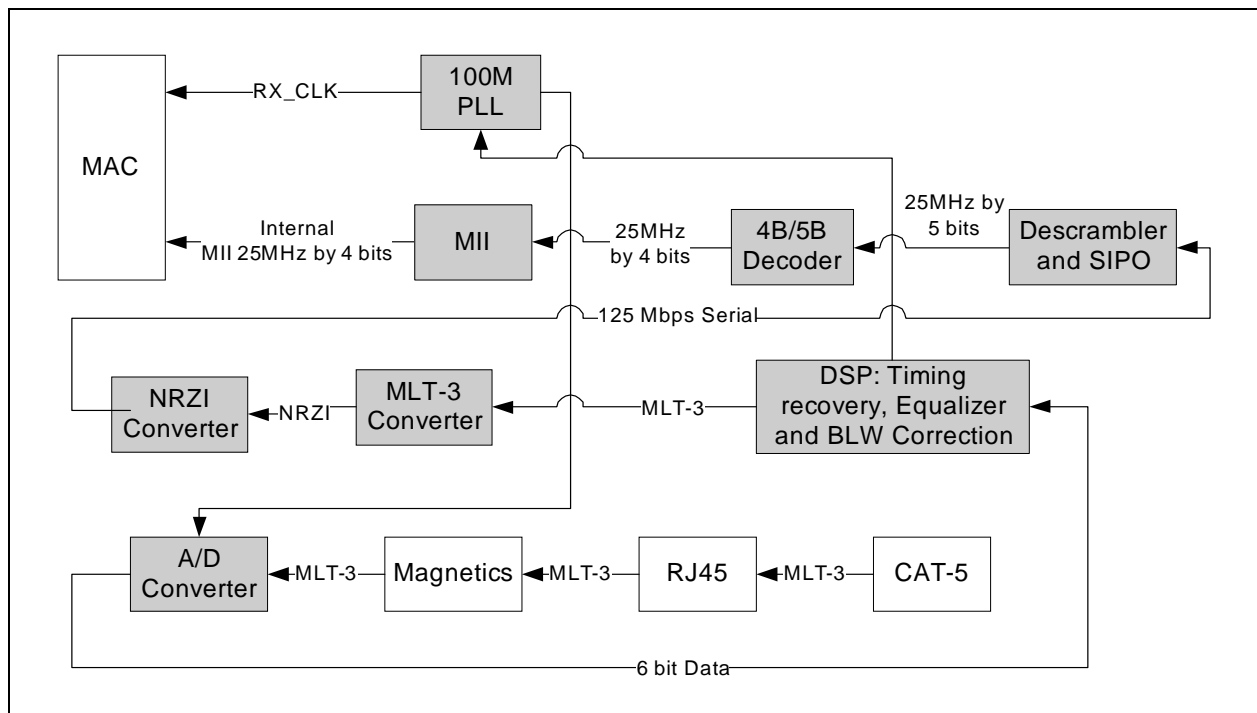 100M
PLL
RX_CLK
MAC
Internal
MII 25MHz by 4 bits
MII
25MHz
by 4 bits
4B/5B
Decoder
25MHz by
5 bits
Descrambler
and SIPO
125 Mbps Serial
NRZI
Converter
NRZI
MLT-3
Converter
MLT-3
DSP: Timing
recovery, Equalizer
and BLW Correction
A/D
Converter
MLT-3
Magnetics
MLT-3
RJ45
MLT-3
CAT-5
6 bit Data